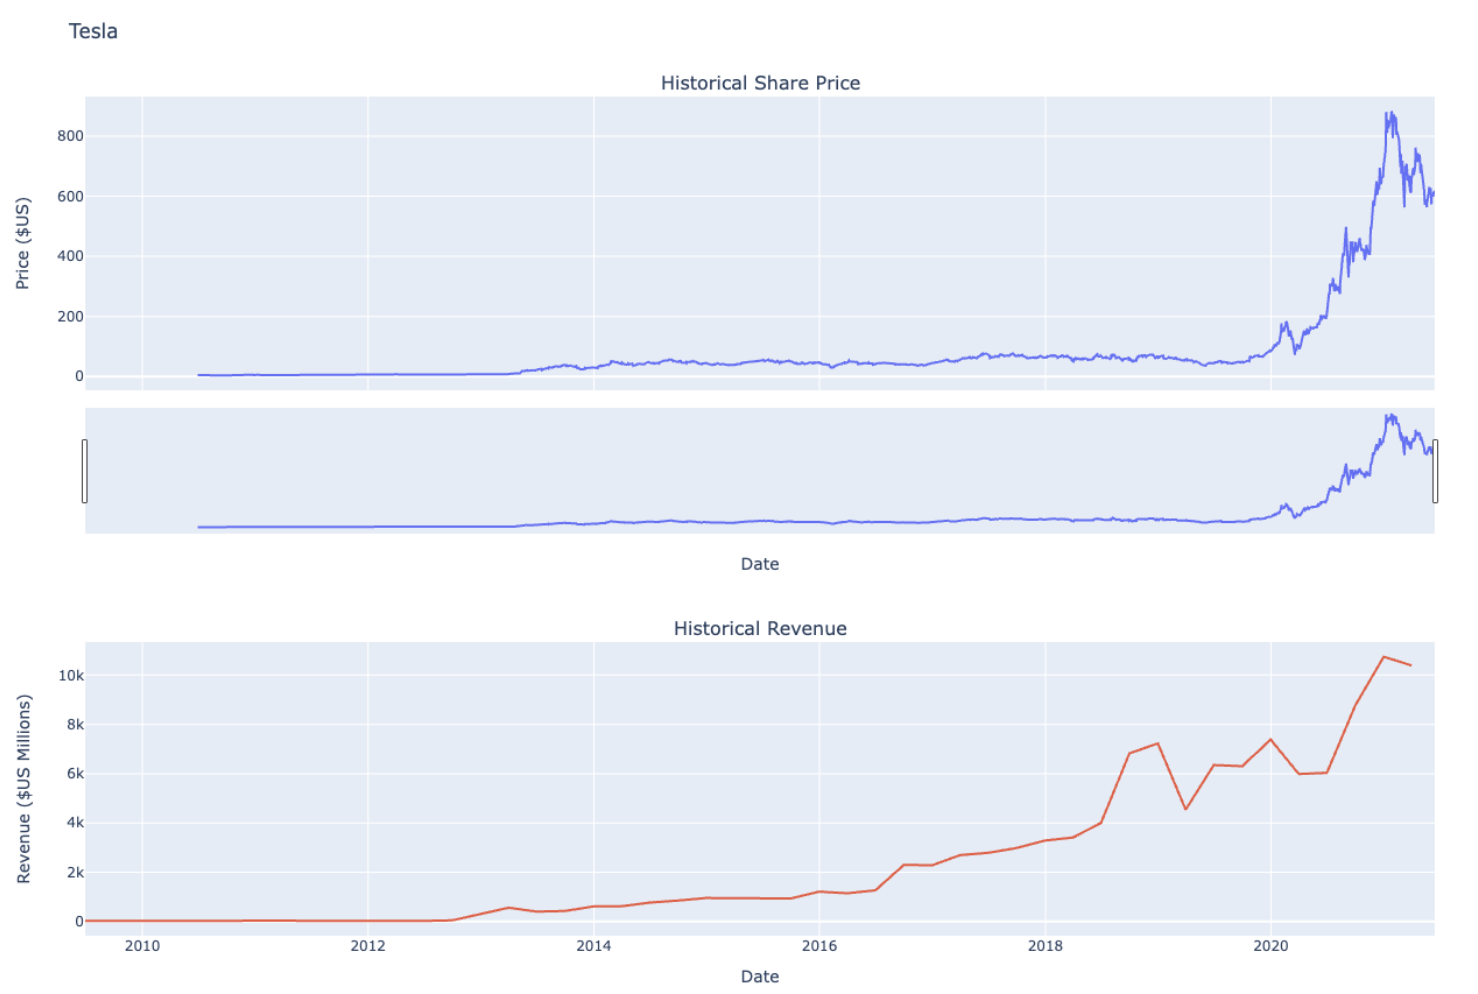 Tesla
Historical Share Price
800
600
400
200
0
Price ($US)
Date
Historical Revenue
10k
8k
6k
4k
2k
0
Revenue ($US Millions)
2010 2012 2014 2016 2018 2020
Date